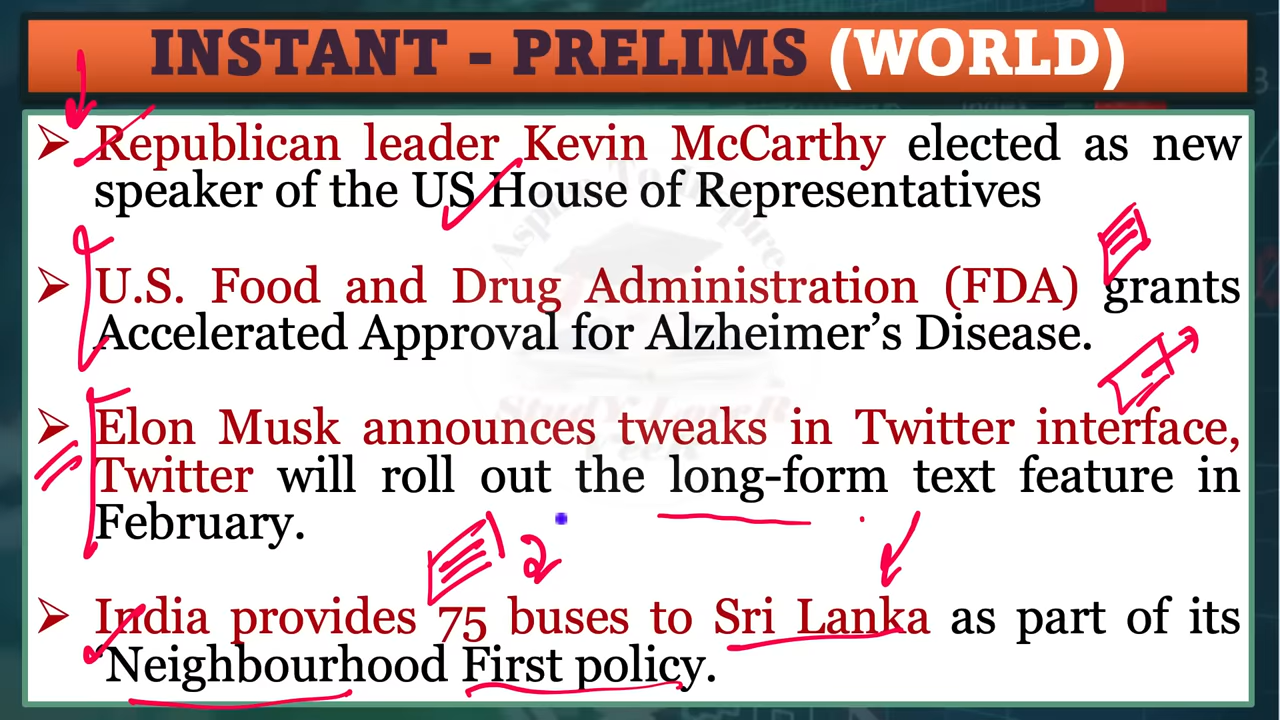 INSTANT - PRELIMS (WORLD)
➢ Republican leader Kevin McCarthy elected as new
speaker of the US House of Representatives
➢ U.S. Food and Drug Administration (FDA) grants
Accelerated Approval for Alzheimer’s Disease.
➢ Elon Musk announces tweaks in Twitter interface,
Twitter will roll out the long-form text feature in
February.
2
➢ India provides 75 buses to Sri Lanka as part of its
‘Neighbourhood First policy.